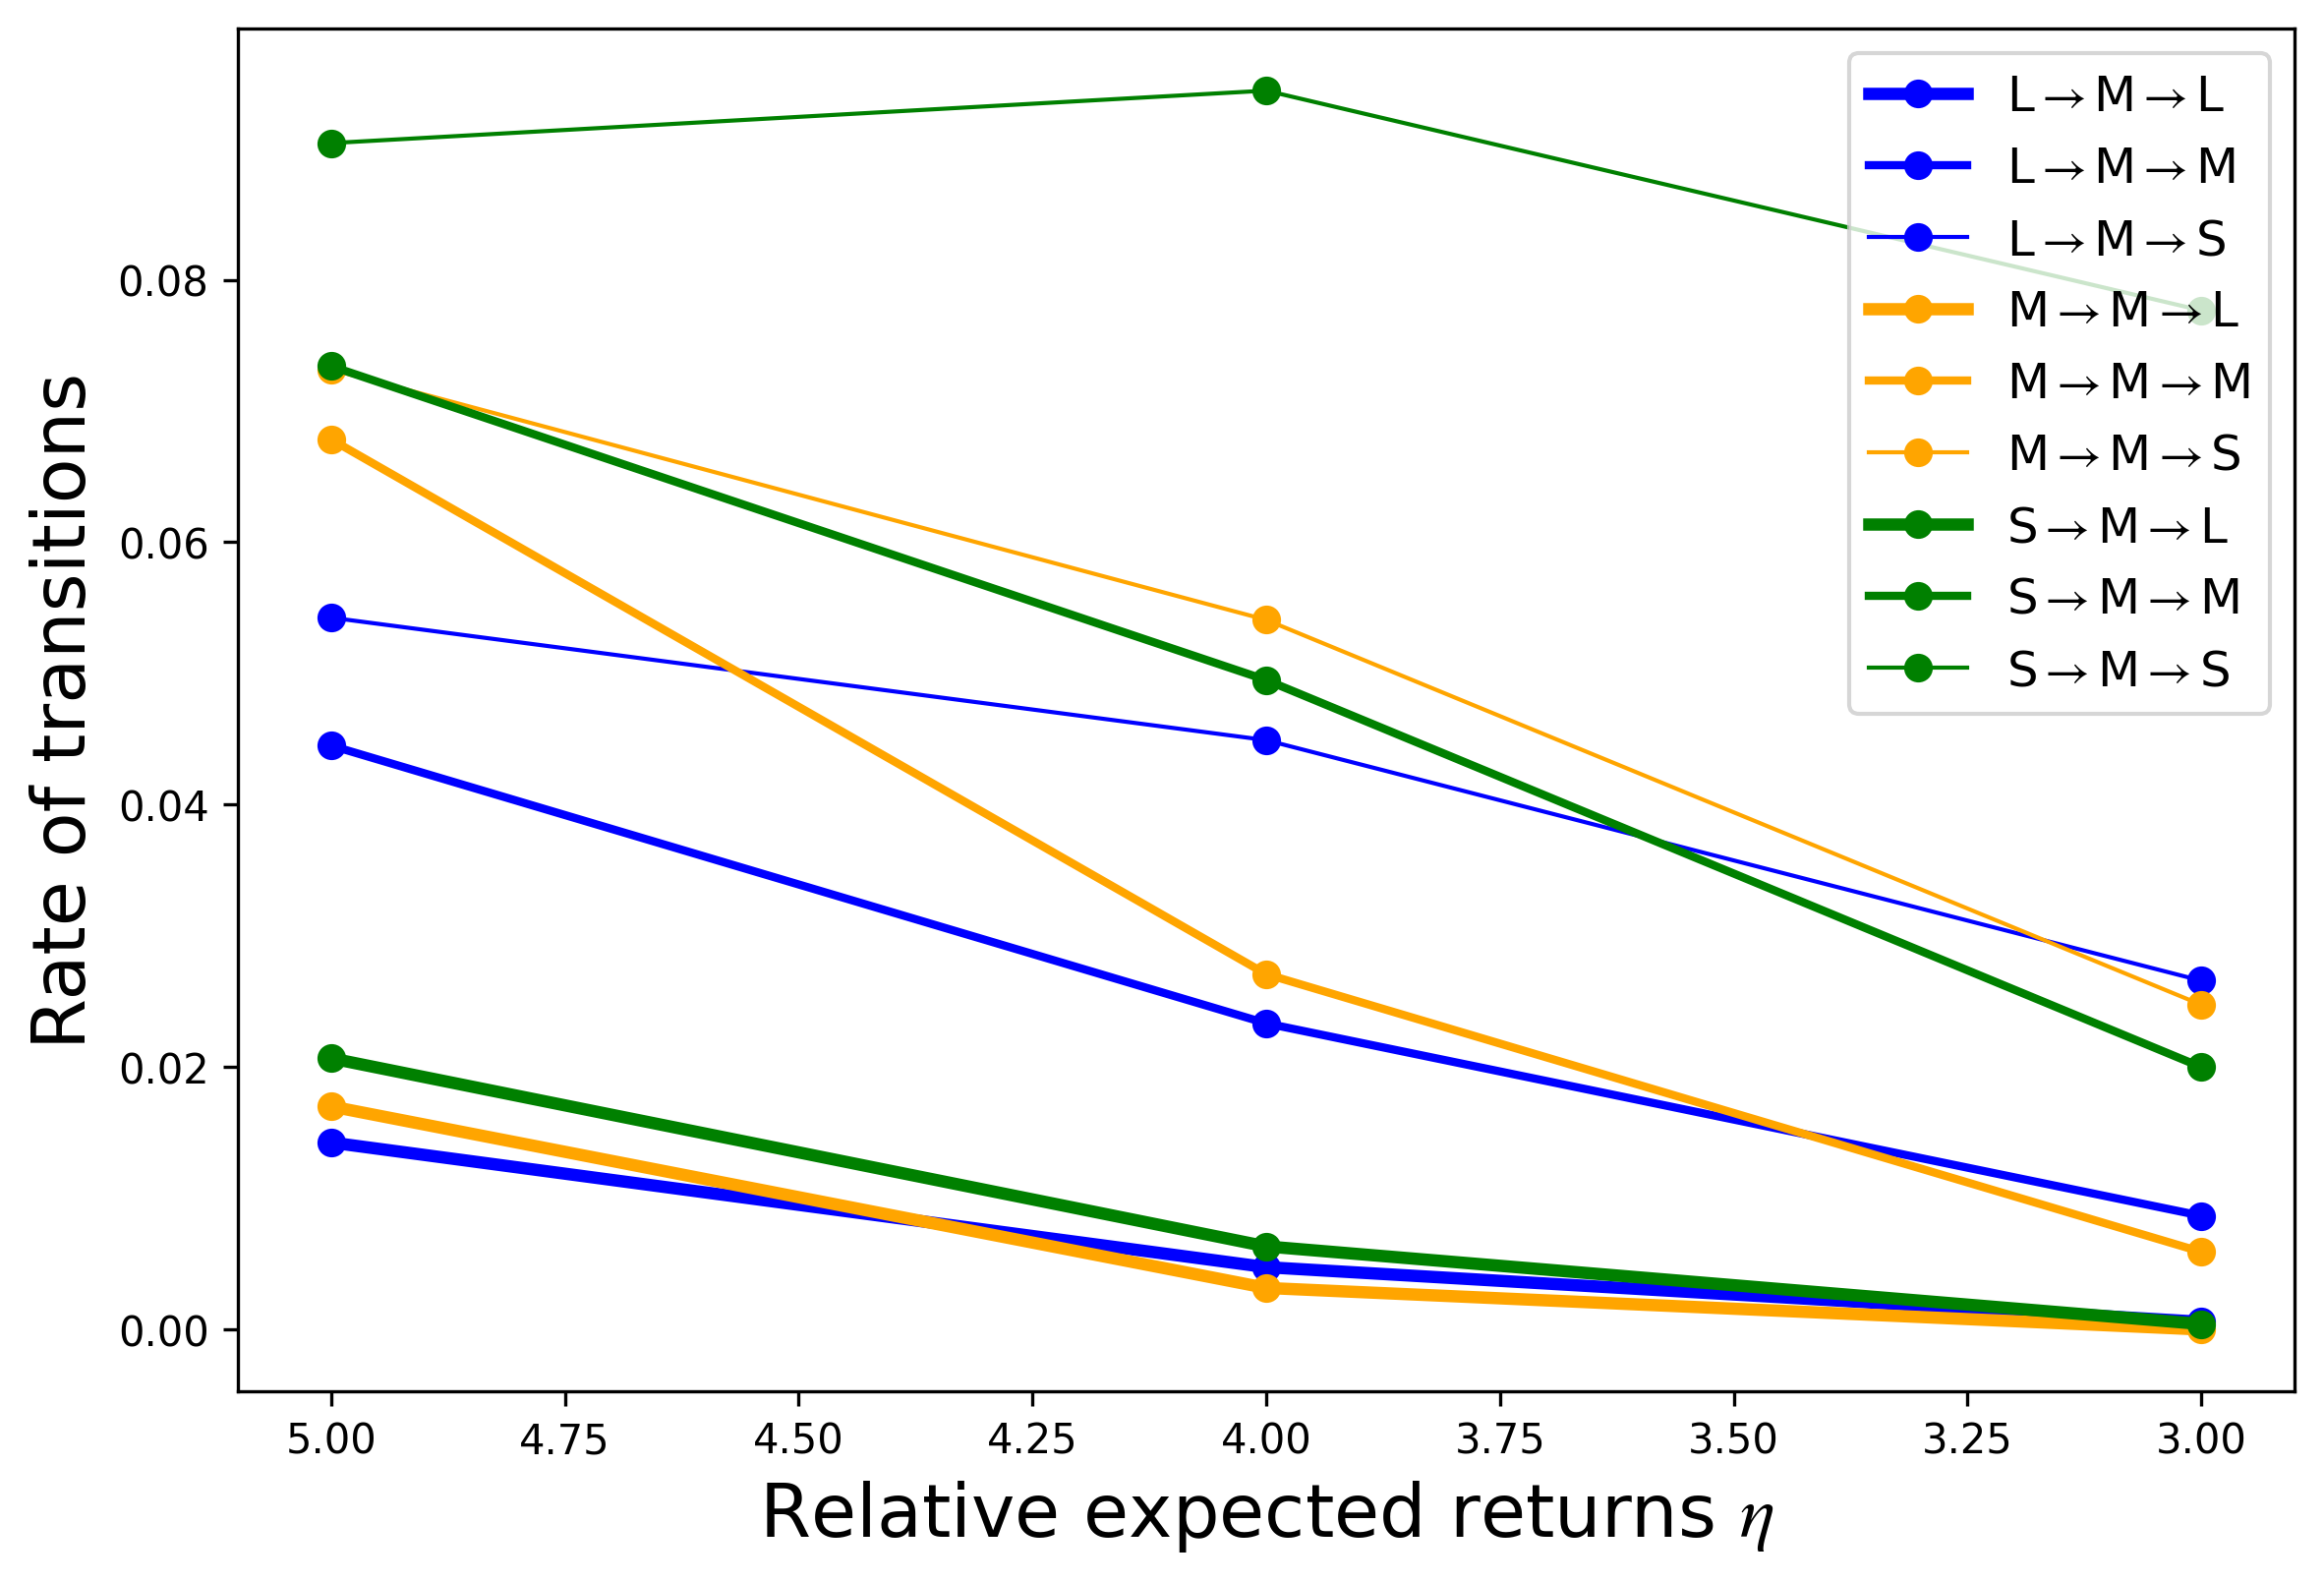 Rate of transitions
0.08
0.06
0.04
0.02
0.00
L→M→L
L→M→M
L→M→S
M→M→L
M→M→M
M→M→S
S→M→L
S→M→M
S→M→S
5.00 4.75 4.50 4.25 4.00 3.75 3.50 3.25 3.00
Relative expected returns η